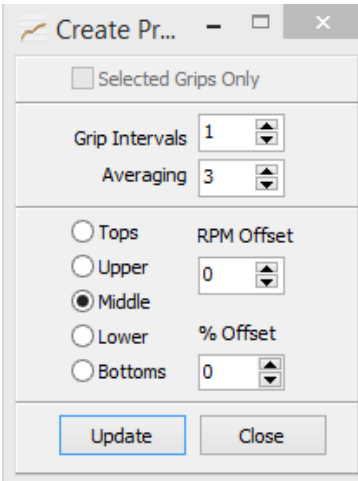 Create Pr...
Selected Grips Only
Grip Intervals 1
Averaging 3
Tops RPM Offset
Upper 0
Middle
Lower % Offset
Bottoms 0
Update Close